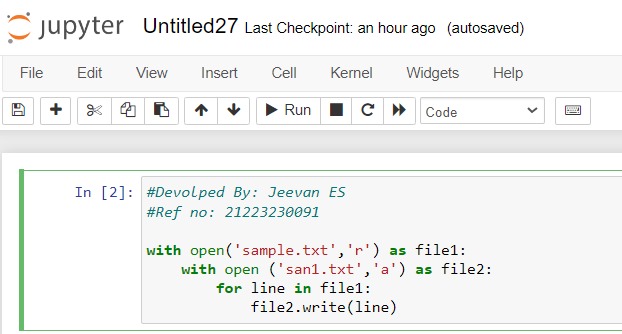 jupyter Untitled27 Last Checkpoint: an hour ago (autosaved)
File Edit View Insert Cell Kernel Widgets Help
Run Code
In [2]: #Devolped By: Jeevan ES
#Ref no: 21223230091

with open('sample.txt','r') as file1:
    with open ('san1.txt','a') as file2:
        for line in file1:
            file2.write(line)